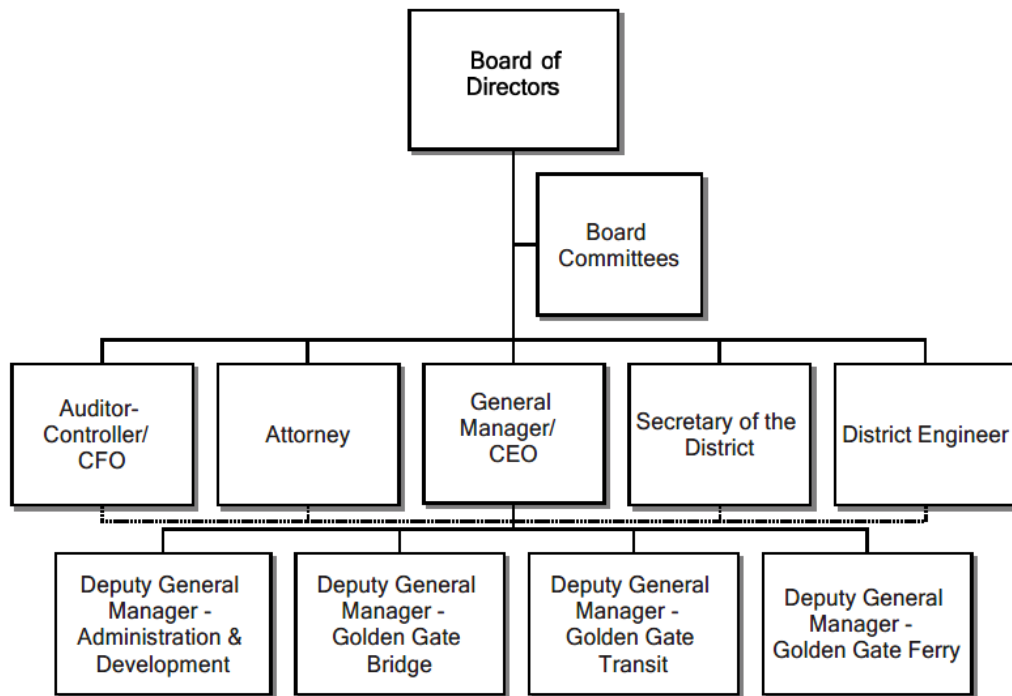 Board of
Directors
Board
Committees
Auditor-
Controller/
CFO
Attorney
General
Manager/
CEO
Secretary of the
District
District Engineer
Deputy General
Manager -
Administration &
Development
Deputy General
Manager -
Golden Gate
Bridge
Deputy General
Manager -
Golden Gate
Transit
Deputy General
Manager -
Golden Gate Ferry